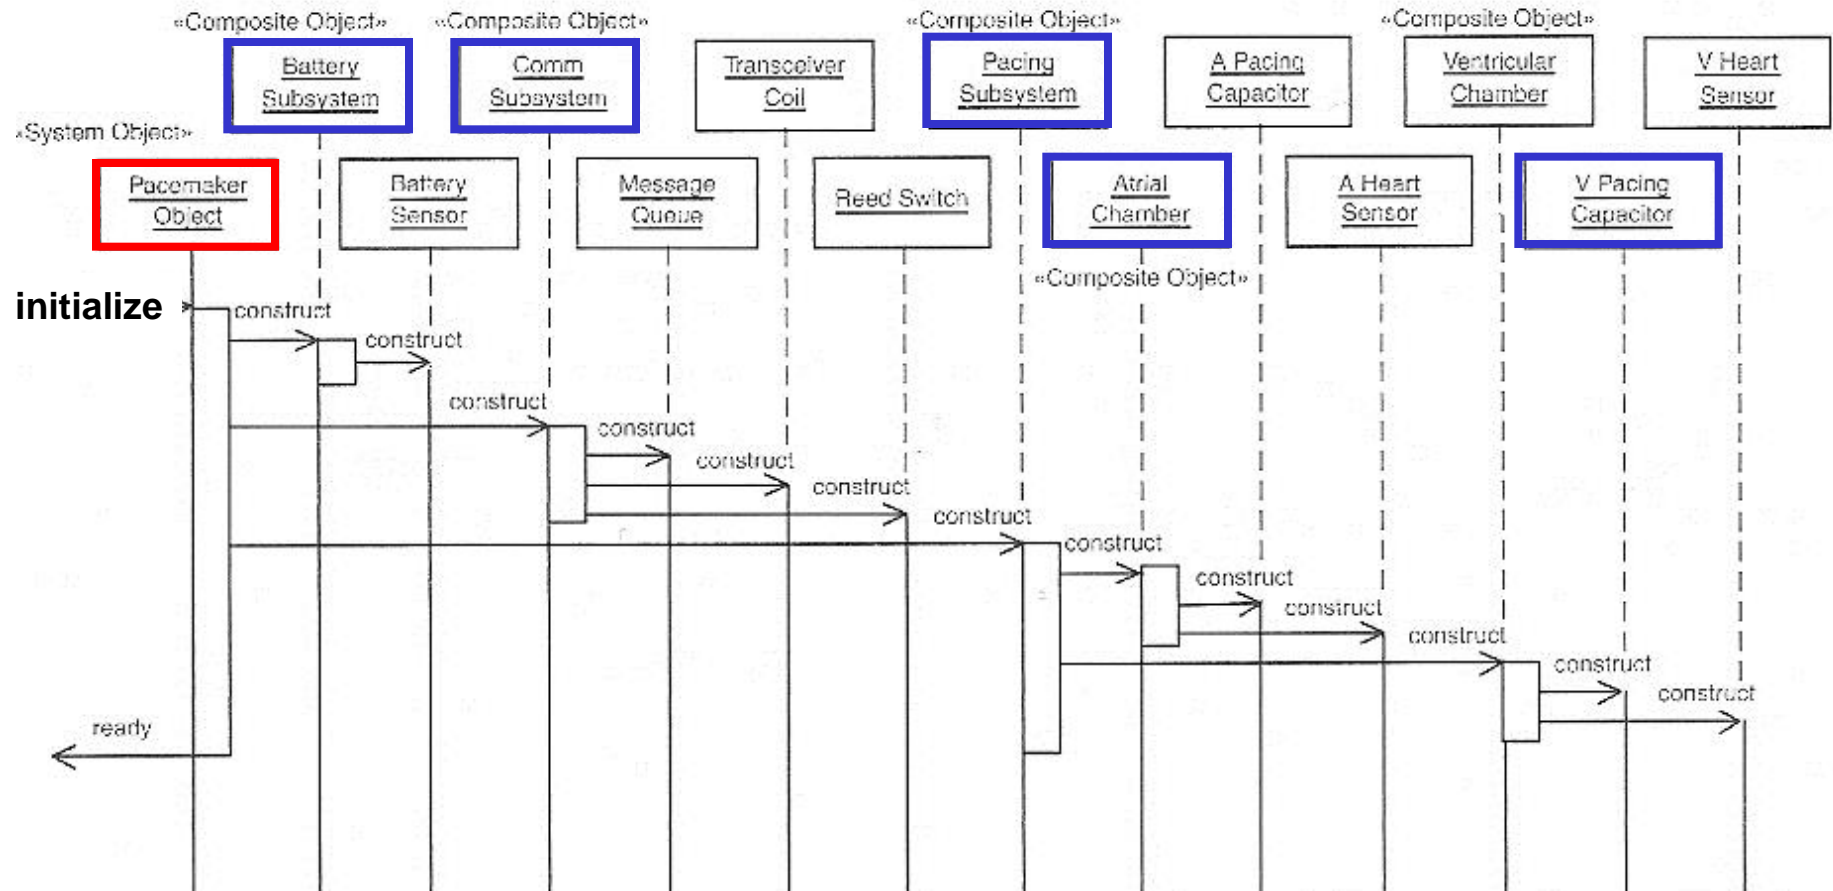 «Composite Object»
«Composite Object»
«Composite Object»
«Composite Object»
Battery
Subsystem
Comm
Subsystem
Transceiver
Coil
Pacing
Subsystem
A Pacing
Capacitor
Ventricular
Chamber
V Heart
Sensor
«System Object»
Pacemaker
Object
Battery
Sensor
Message
Queue
Reed Switch
Atrial
Chamber
A Heart
Sensor
V Pacing
Capacitor
«Composite Object»
initialize
construct
construct
construct
construct
construct
construct
construct
construct
construct
construct
construct
construct
construct
ready